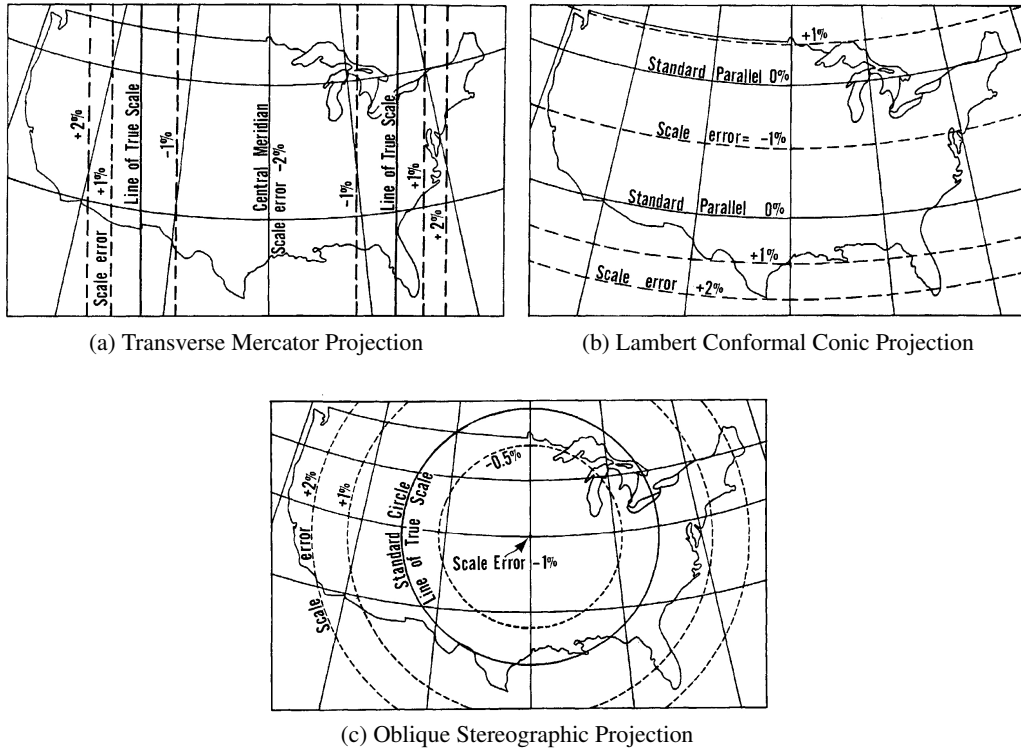 +2%
+1%
Scale error
Line of True Scale
-1%
Central Meridian
Scale error -2%
-1%
Line of True Scale
+1%
+2%
(a) Transverse Mercator Projection
+1%
Standard Parallel 0%
Scale error= -1%
Standard Parallel 0%
+1%
Scale error +2%
(b) Lambert Conformal Conic Projection
+2%
+1%
Scale error
Standard Circle
Line of True Scale
-0.5%
Scale Error -1%
(c) Oblique Stereographic Projection